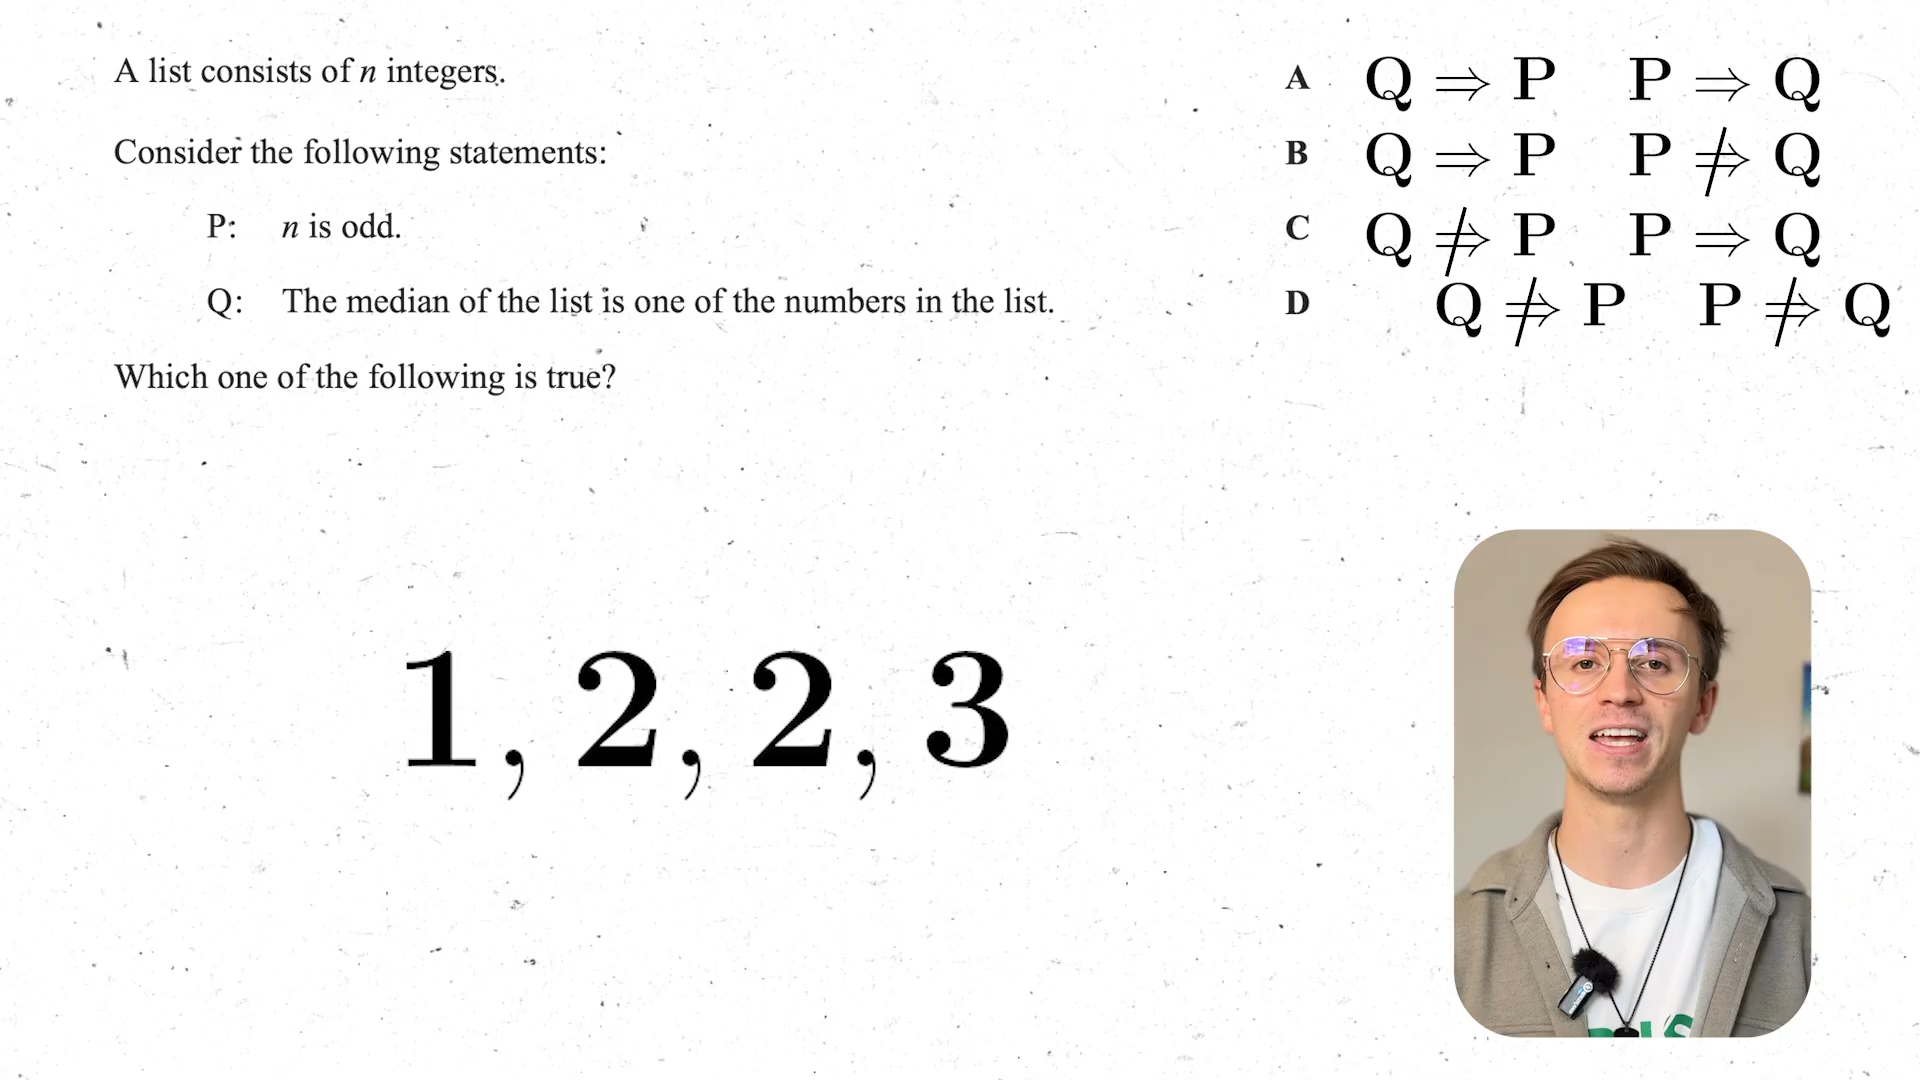 A list consists of n integers.
Consider the following statements:
P: n is odd.
Q: The median of the list is one of the numbers in the list.
Which one of the following is true?
A Q ⇒ P P ⇒ Q
B Q ⇒ P P ⇏ Q
C Q ⇏ P P ⇒ Q
D Q ⇏ P P ⇏ Q
1, 2, 2, 3